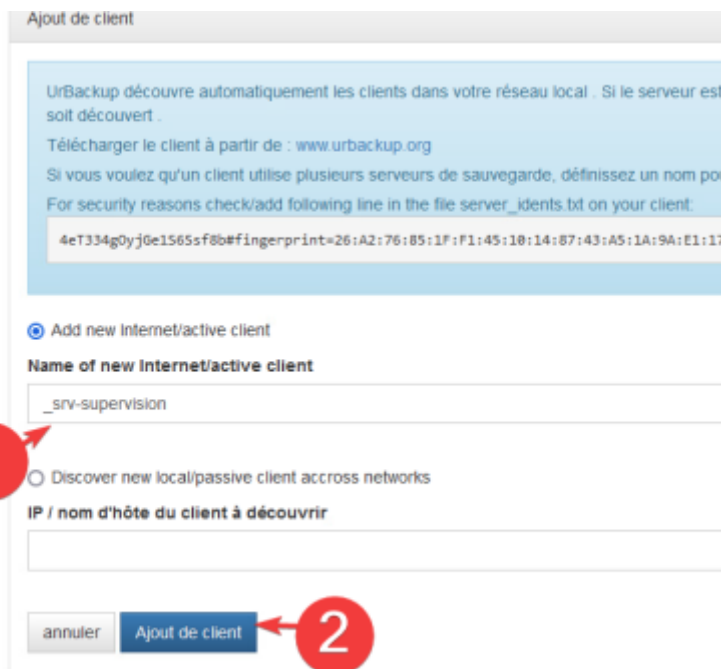 Ajout de client
UrBackup découvre automatiquement les clients dans votre réseau local . Si le serveur est
soit découvert .
Télécharger le client à partir de : www.urbackup.org
Si vous voulez qu'un client utilise plusieurs serveurs de sauvegarde, définissez un nom pou
For security reasons check/add following line in the file server_idents.txt on your client:
4eT334gOyjGe1S65sf8b#fingerprint=26:A2:76:85:1F:F1:45:10:14:87:43:A5:1A:9A:E1:17
Add new Internet/active client
Name of new Internet/active client
_srv-supervision
Discover new local/passive client accross networks
IP / nom d'hôte du client à découvrir
annuler Ajout de client 2